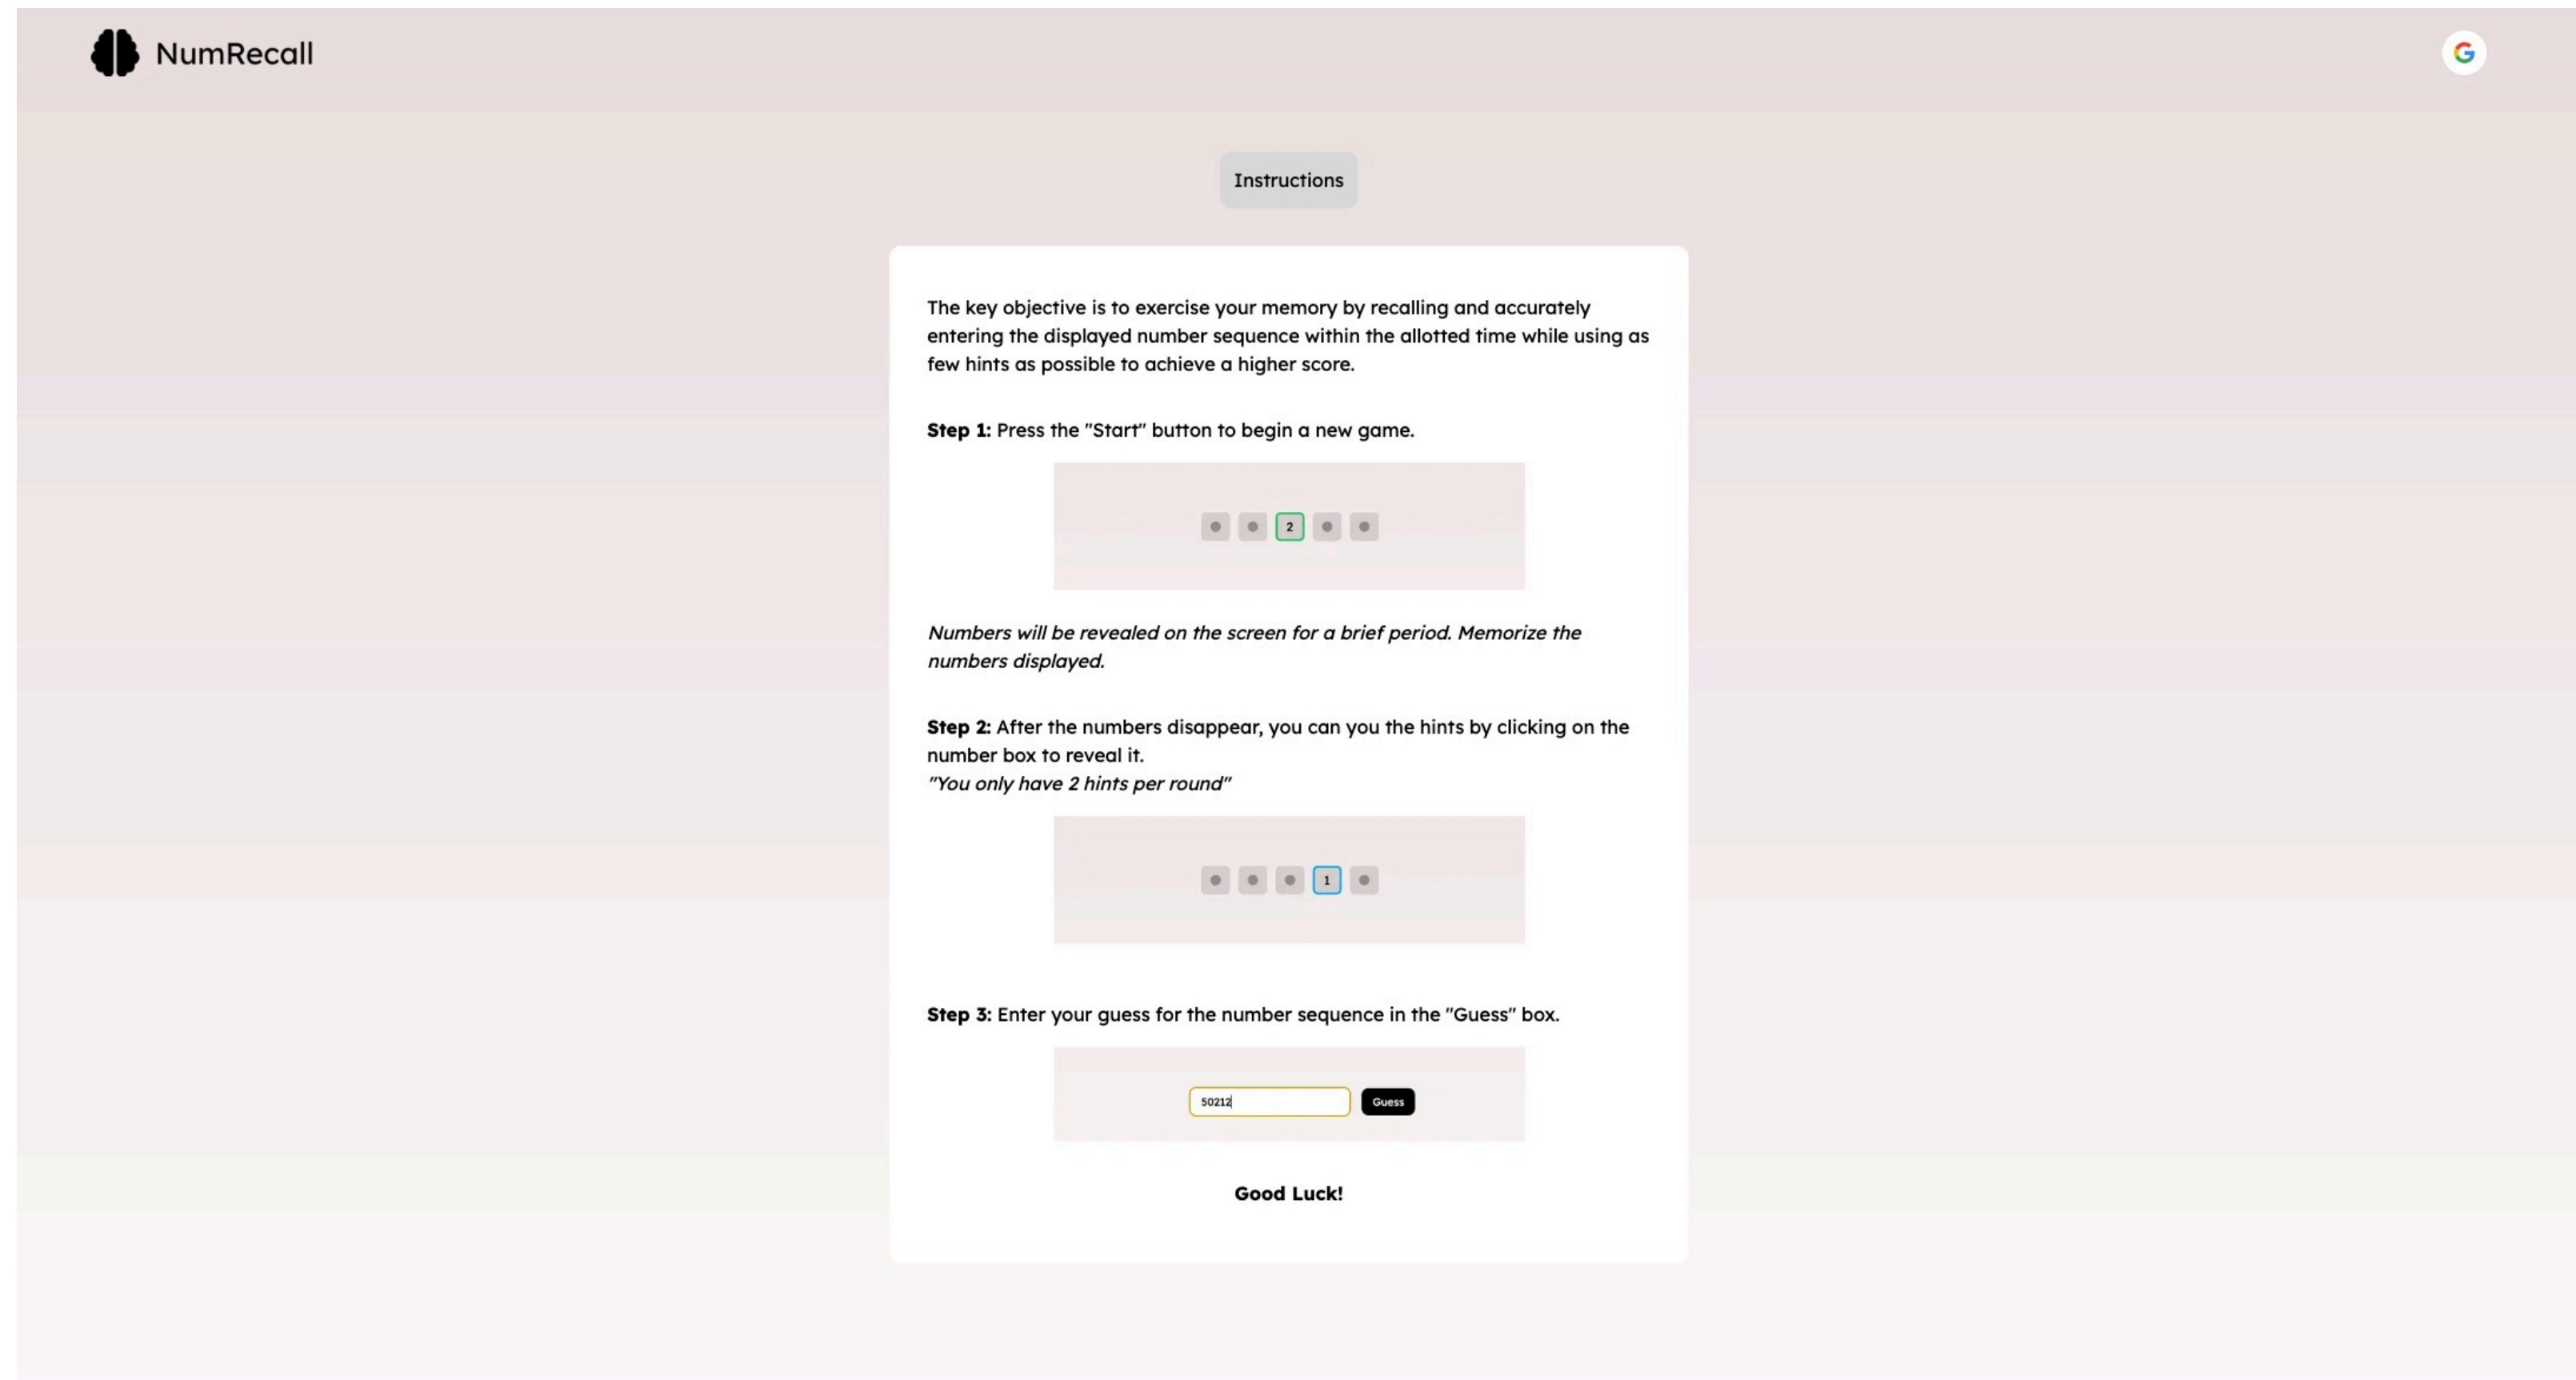 NumRecall
Instructions
The key objective is to exercise your memory by recalling and accurately
entering the displayed number sequence within the allotted time while using as
few hints as possible to achieve a higher score.
Step 1: Press the "Start" button to begin a new game.
2
Numbers will be revealed on the screen for a brief period. Memorize the
numbers displayed.
Step 2: After the numbers disappear, you can you the hints by clicking on the
number box to reveal it.
"You only have 2 hints per round"
1
Step 3: Enter your guess for the number sequence in the "Guess" box.
50212
Guess
Good Luck!